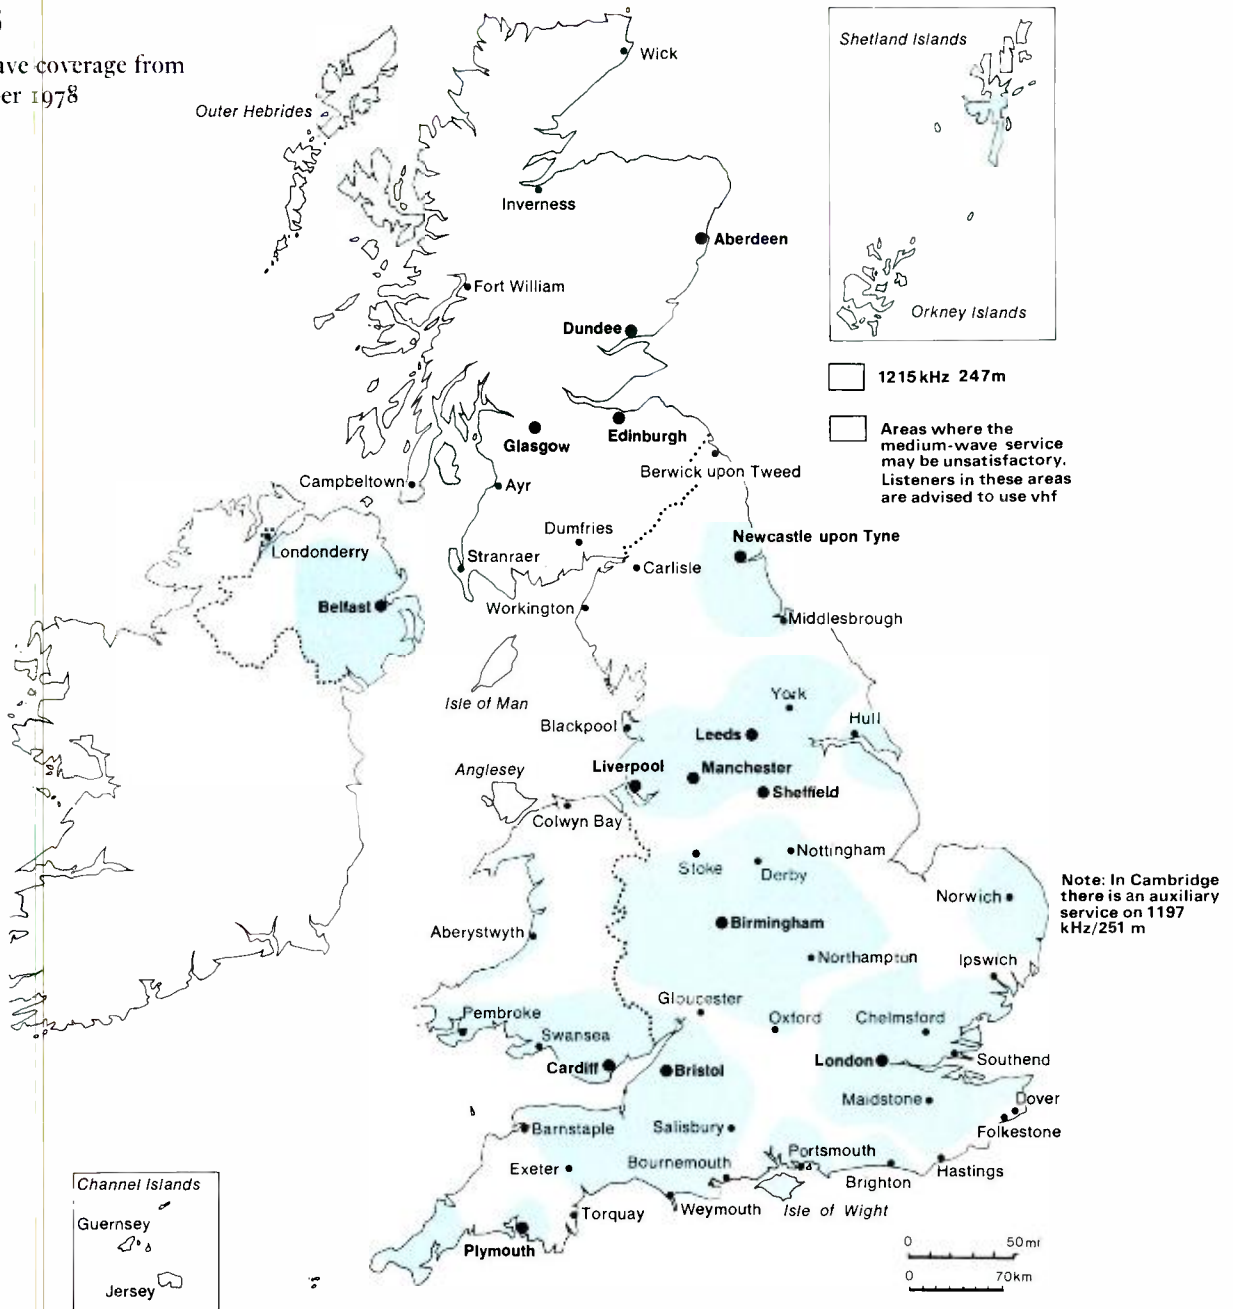 ave coverage from
er 1978
Wick
Outer Hebrides
Shetland Islands
Inverness
Aberdeen
Fort William
Orkney Islands
Dundee
1215 kHz 247m
Areas where the
medium-wave service
may be unsatisfactory.
Listeners in these areas
are advised to use vhf
Edinburgh
Glasgow
Berwick upon Tweed
Campbeltown
Ayr
Dumfries
Newcastle upon Tyne
Londonderry
Stranraer
Carlisle
Belfast
Workington
Middlesbrough
Isle of Man
York
Blackpool
Hull
Leeds
Liverpool
Manchester
Anglesey
Sheffield
Colwyn Bay
Nottingham
Stoke
Derby
Note: In Cambridge
there is an auxiliary
service on 1197
kHz/251 m
Norwich
Birmingham
Aberystwyth
Northampton
Ipswich
Gloucester
Pembroke
Oxford
Chelmsford
Swansea
London
Southend
Cardiff
Bristol
Maidstone
Dover
Barnstaple
Salisbury
Folkestone
Portsmouth
Exeter
Bournemouth
Hastings
Brighton
Channel Islands
Weymouth
Isle of Wight
Torquay
Guernsey
Plymouth
0 50mi
0 70km
Jersey